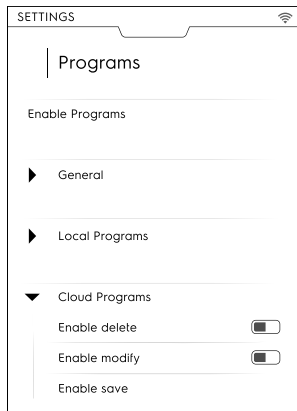 SETTINGS
Programs
Enable Programs
General
Local Programs
Cloud Programs
Enable delete
Enable modify
Enable save